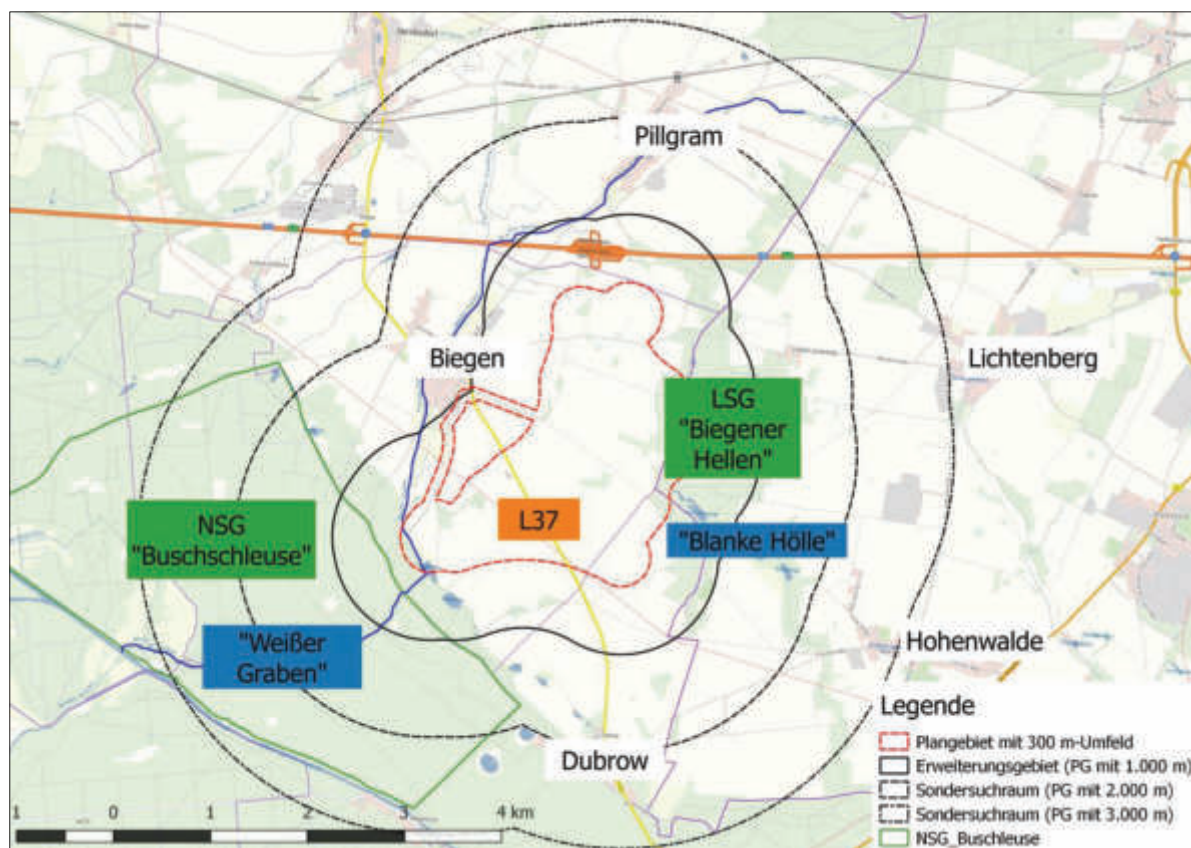 Pillgram
Biegen
Lichtenberg
LSG
"Biegener
Hellen"
NSG
"Buschschleuse"
L37
"Blanke Hölle"
"Weißer
Graben"
Hohenwalde
Dubrow
Legende
Plangebiet mit 300 m-Umfeld
Erweiterungsgebiet (PG mit 1.000 m)
Sondersuchraum (PG mit 2.000 m)
Sondersuchraum (PG mit 3.000 m)
NSG_Buschleuse
1 0 1 2 3 4 km